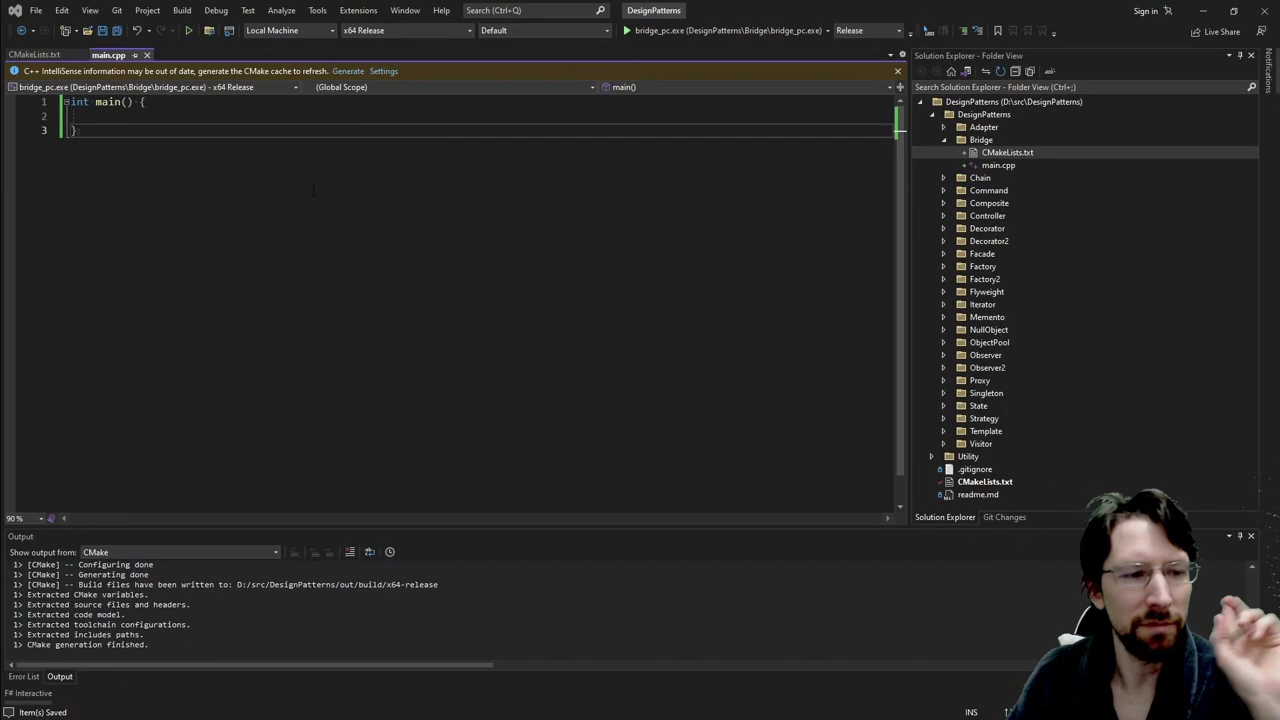 File Edit View Git Project Build Debug Test Analyze Tools Extensions Window Help Search (Ctrl+Q) DesignPatterns Sign in
Local Machine x64 Release Default bridge_pc.exe (DesignPatterns\Bridge\bridge_pc.exe) Release Live Share
CMakeLists.txt main.cpp
C++ IntelliSense information may be out of date, generate the CMake cache to refresh. Generate Settings
bridge_pc.exe (DesignPatterns\Bridge\bridge_pc.exe) - x64 Release (Global Scope) main()
1 int main() {
2
3 }
90 %
Solution Explorer - Folder View
Search Solution Explorer - Folder View (Ctrl+;)
DesignPatterns (D:\src\DesignPatterns)
DesignPatterns
Adapter
Bridge
CMakeLists.txt
main.cpp
Chain
Command
Composite
Controller
Decorator
Decorator2
Facade
Factory
Factory2
Flyweight
Iterator
Memento
NullObject
ObjectPool
Observer
Observer2
Proxy
Singleton
State
Strategy
Template
Visitor
Utility
.gitignore
CMakeLists.txt
readme.md
Solution Explorer Git Changes
Notifications
Output
Show output from: CMake
1> [CMake] -- Configuring done
1> [CMake] -- Generating done
1> [CMake] -- Build files have been written to: D:/src/DesignPatterns/out/build/x64-release
1> Extracted CMake variables.
1> Extracted source files and headers.
1> Extracted code model.
1> Extracted toolchain configurations.
1> Extracted includes paths.
1> CMake generation finished.
Error List Output
F# Interactive
Item(s) Saved INS